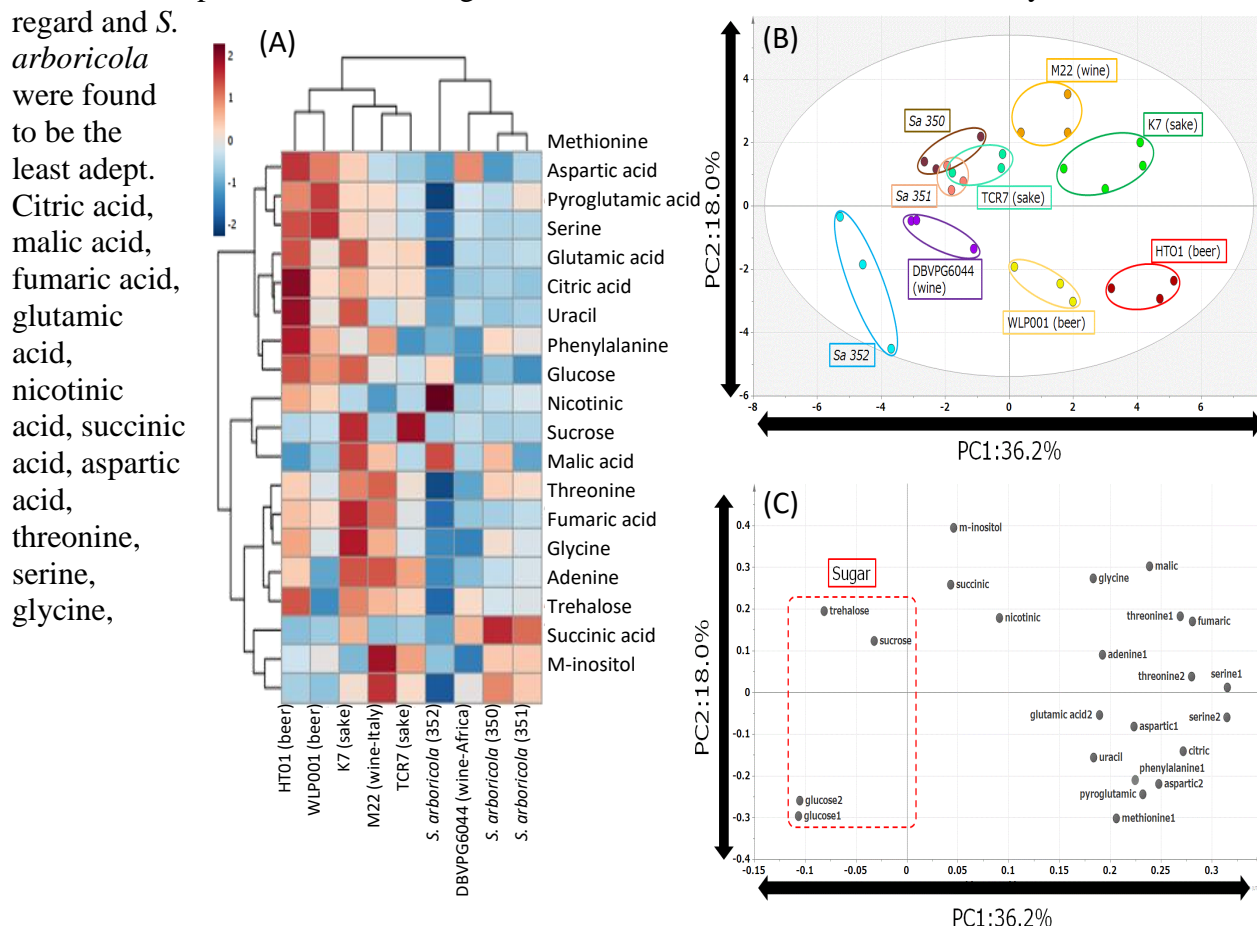 regard and S.
arboricola
were found
to be the
least adept.
Citric acid,
malic acid,
fumaric acid,
glutamic
acid,
nicotinic
acid, succinic
acid, aspartic
acid,
threonine,
serine,
glycine,
(A)
2
1
0
-1
-2
Methionine
Aspartic acid
Pyroglutamic acid
Serine
Glutamic acid
Citric acid
Uracil
Phenylalanine
Glucose
Nicotinic
Sucrose
Malic acid
Threonine
Fumaric acid
Glycine
Adenine
Trehalose
Succinic acid
M-inositol
HT01 (beer)
WLP001 (beer)
K7 (sake)
M22 (wine-Italy)
TCR7 (sake)
S. arboricola (352)
DBVPG6044 (wine-Africa)
S. arboricola (350)
S. arboricola (351)
(B)
PC2:18.0%
4
2
0
-2
-4
-6
M22 (wine)
Sa 350
K7 (sake)
Sa 351
TCR7 (sake)
HT01 (beer)
DBVPG6044
(wine)
WLP001 (beer)
Sa 352
-8 -6 -4 -2 0 2 4 6
PC1:36.2%
(C)
PC2:18.0%
0.4
0.3
0.2
0.1
0
-0.1
-0.2
-0.3
-0.4
m-inositol
Sugar
malic
glycine
succinic
trehalose
nicotinic
threonine1
fumaric
sucrose
adenine1
threonine2
serine1
glutamic acid2
aspartic1
serine2
citric
uracil
phenylalanine1
aspartic2
pyroglutamic
glucose2
glucose1
methionine1
-0.15 -0.1 -0.05 0 0.05 0.1 0.15 0.2 0.25 0.3
PC1:36.2%